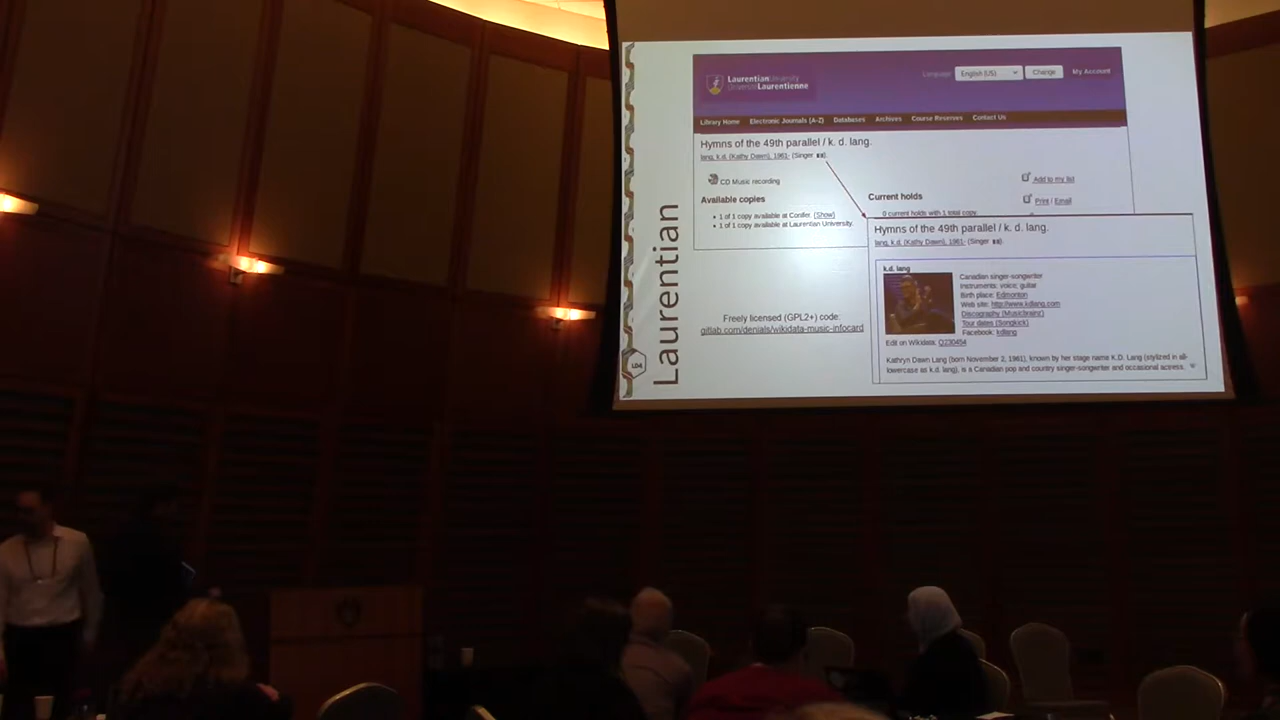 Laurentian University
Université Laurentienne
Language English (US) Change My Account
Library Home Electronic Journals (A-Z) Databases Archives Course Reserves Contact Us
Hymns of the 49th parallel / k. d. lang.
lang, k.d. (Kathy Dawn), 1961- (Singer
CD Music recording
Add to my list
Print / Email
Available copies
1 of 1 copy available at Conifer. (Show)
1 of 1 copy available at Laurentian University.
Current holds
0 current holds with 1 total copy.
Hymns of the 49th parallel / k. d. lang.
lang, k.d. (Kathy Dawn), 1961- (Singer
k.d. lang
Canadian singer-songwriter
Instruments: voice; guitar
Birth place: Edmonton
Web site: http://www.kdlang.com
Discography (Musicbrainz)
Tour dates (Songkick)
Facebook: kdlang
Edit on Wikidata: Q230454
Kathryn Dawn Lang (born November 2, 1961), known by her stage name K.D. Lang (stylized in all-
lowercase as k.d. lang), is a Canadian pop and country singer-songwriter and occasional actress.
Freely licensed (GPL2+) code:
gitlab.com/denials/wikidata-music-infocard
Laurentian
LD4